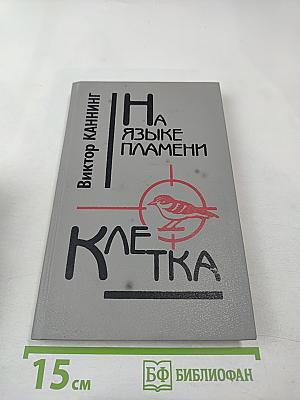 Виктор КАННИНГ
НА
ЯЗЫКЕ
ПЛАМЕНИ
КЛЕТКА
15 см
БФ БИБЛИОФАН